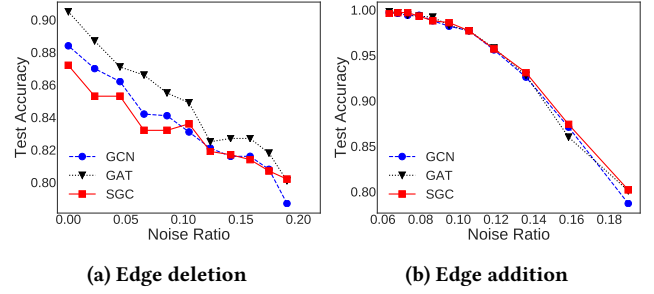 0.90
0.88
0.86
0.84
0.82
0.80
Test Accuracy
GCN
GAT
SGC
0.00 0.05 0.10 0.15 0.20
Noise Ratio
(a) Edge deletion
1.00
0.95
0.90
0.85
0.80
Test Accuracy
GCN
GAT
SGC
0.06 0.08 0.10 0.12 0.14 0.16 0.18
Noise Ratio
(b) Edge addition